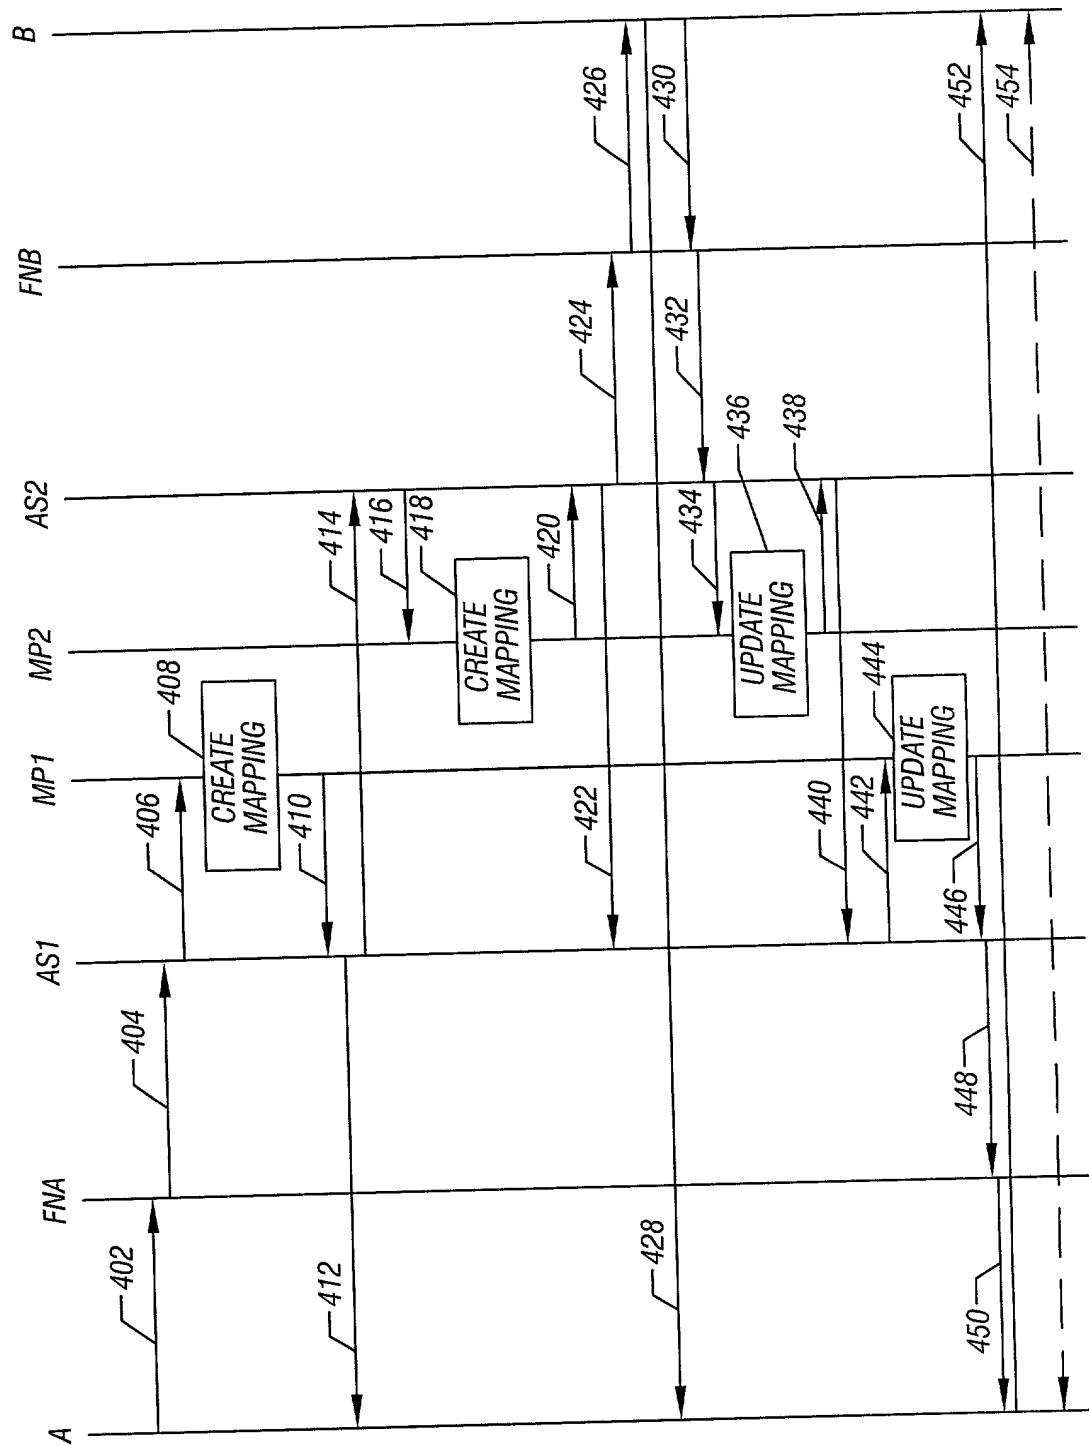 A
FNA
AS1
MP1
MP2
AS2
FNB
B
402
404
406
408
CREATE
MAPPING
410
412
414
416
418
CREATE
MAPPING
420
422
424
426
428
430
432
434
436
UPDATE
MAPPING
438
440
442
444
UPDATE
MAPPING
446
448
450
452
454